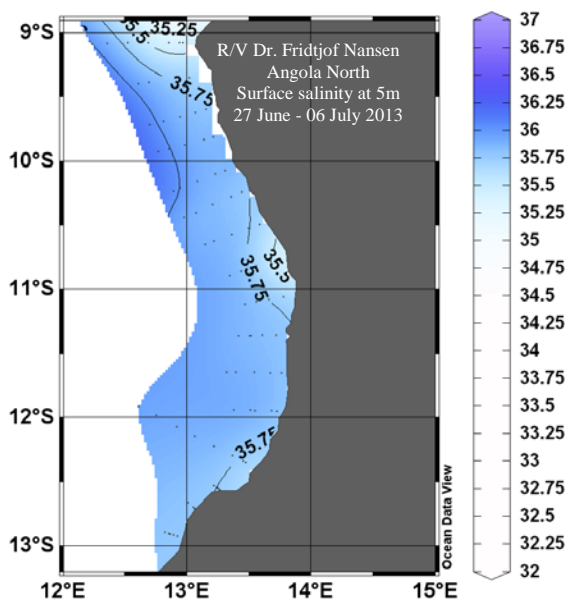 R/V Dr. Fridtjof Nansen
Angola North
Surface salinity at 5m
27 June - 06 July 2013
9°S
10°S
11°S
12°S
13°S
12°E
13°E
14°E
15°E
35.5
35.25
35.75
35.5
35.75
35.75
Ocean Data View
37
36.75
36.5
36.25
36
35.75
35.5
35.25
35
34.75
34.5
34.25
34
33.75
33.5
33.25
33
32.75
32.5
32.25
32